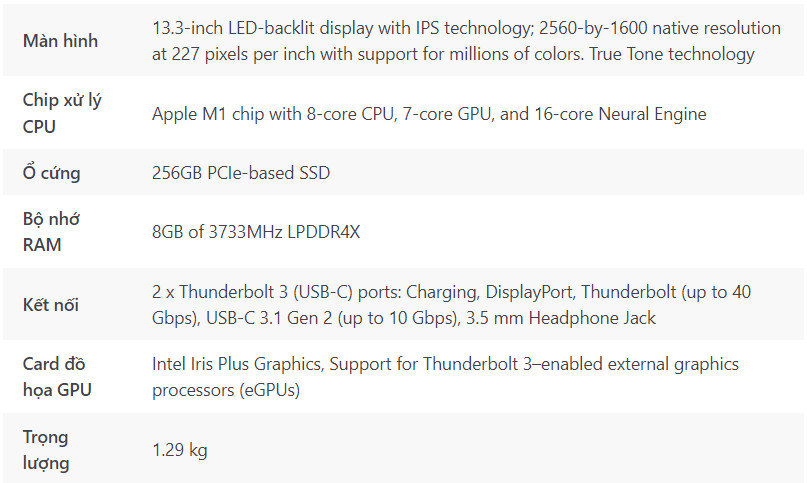 Màn hình
13.3-inch LED-backlit display with IPS technology; 2560-by-1600 native resolution
at 227 pixels per inch with support for millions of colors. True Tone technology
Chip xử lý
CPU
Apple M1 chip with 8-core CPU, 7-core GPU, and 16-core Neural Engine
Ổ cứng
256GB PCIe-based SSD
Bộ nhớ
RAM
8GB of 3733MHz LPDDR4X
Kết nối
2 x Thunderbolt 3 (USB-C) ports: Charging, DisplayPort, Thunderbolt (up to 40
Gbps), USB-C 3.1 Gen 2 (up to 10 Gbps), 3.5 mm Headphone Jack
Card đồ
họa GPU
Intel Iris Plus Graphics, Support for Thunderbolt 3–enabled external graphics
processors (eGPUs)
Trọng
lượng
1.29 kg